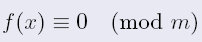 f(x) ≡ 0 (mod m)